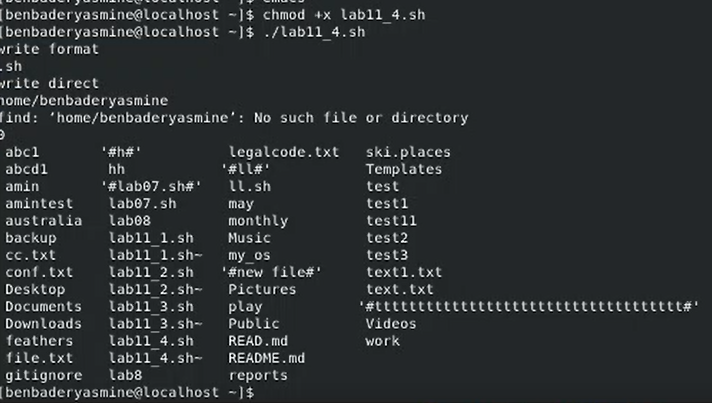 [benbaderyasmine@localhost ~]$ emacs
[benbaderyasmine@localhost ~]$ chmod +x lab11_4.sh
[benbaderyasmine@localhost ~]$ ./lab11_4.sh
write format
.sh
write direct
home/benbaderyasmine
find: ‘home/benbaderyasmine’: No such file or directory
0
abc1 '#h#' legalcode.txt ski.places
abcd1 hh '#ll#' Templates
amin '#lab07.sh#' ll.sh test
amintest lab07.sh may test1
australia lab08 monthly test11
backup lab11_1.sh Music test2
cc.txt lab11_1.sh~ my_os test3
conf.txt lab11_2.sh '#new file#' text1.txt
Desktop lab11_2.sh~ Pictures text.txt
Documents lab11_3.sh play '#tttttttttttttttttttttttttttttttttttt#'
Downloads lab11_3.sh~ Public Videos
feathers lab11_4.sh READ.md work
file.txt lab11_4.sh~ README.md
gitignore lab8 reports
[benbaderyasmine@localhost ~]$